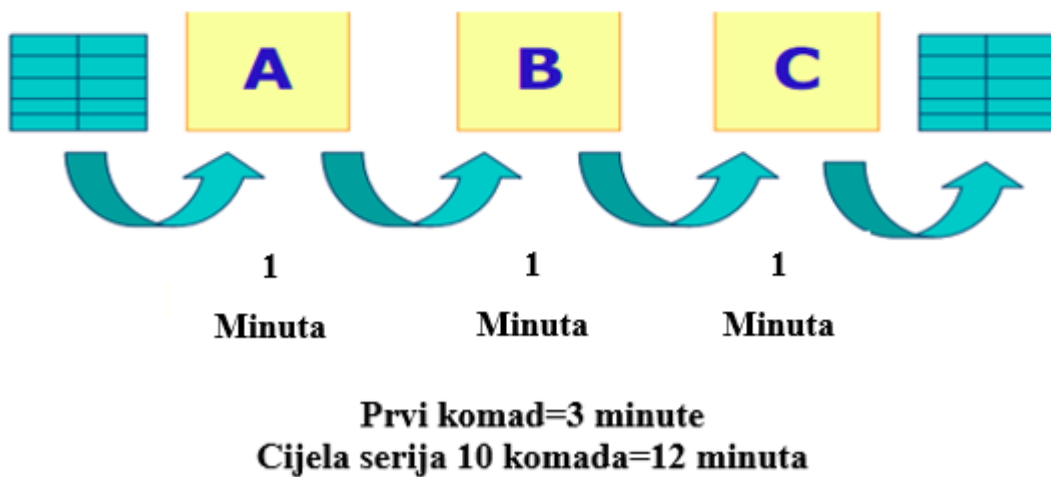 A B C
1 1 1
Minuta Minuta Minuta
Prvi komad=3 minute
Cijela serija 10 komada=12 minuta